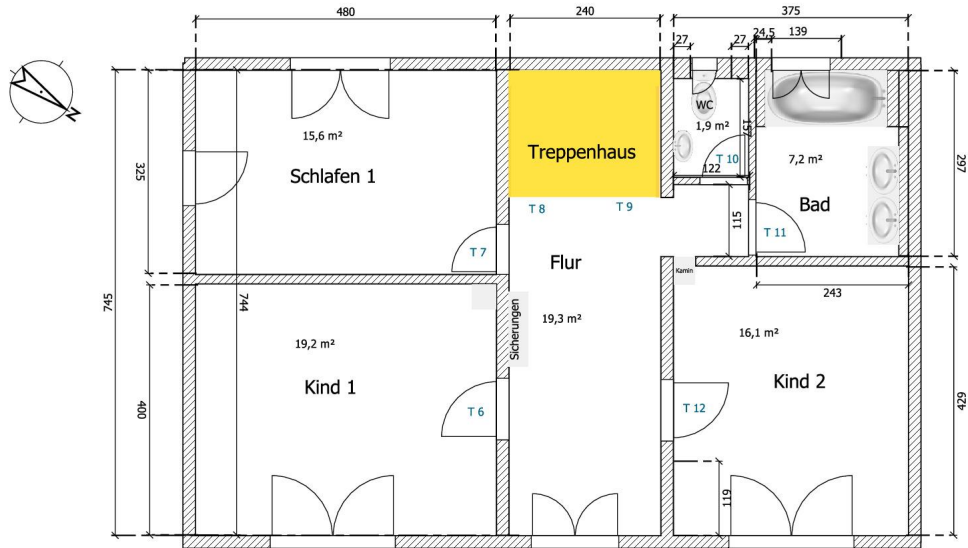 480
240
375
27
27
24,5
139
N
WC
1,9 m²
157
122
T 10
15,6 m²
Schlafen 1
325
Treppenhaus
7,2 m²
Bad
297
T 8
T 9
T 7
T 11
115
Flur
Kamin
243
745
744
19,2 m²
Kind 1
400
Sicherungen
19,3 m²
16,1 m²
Kind 2
429
T 6
T 12
119